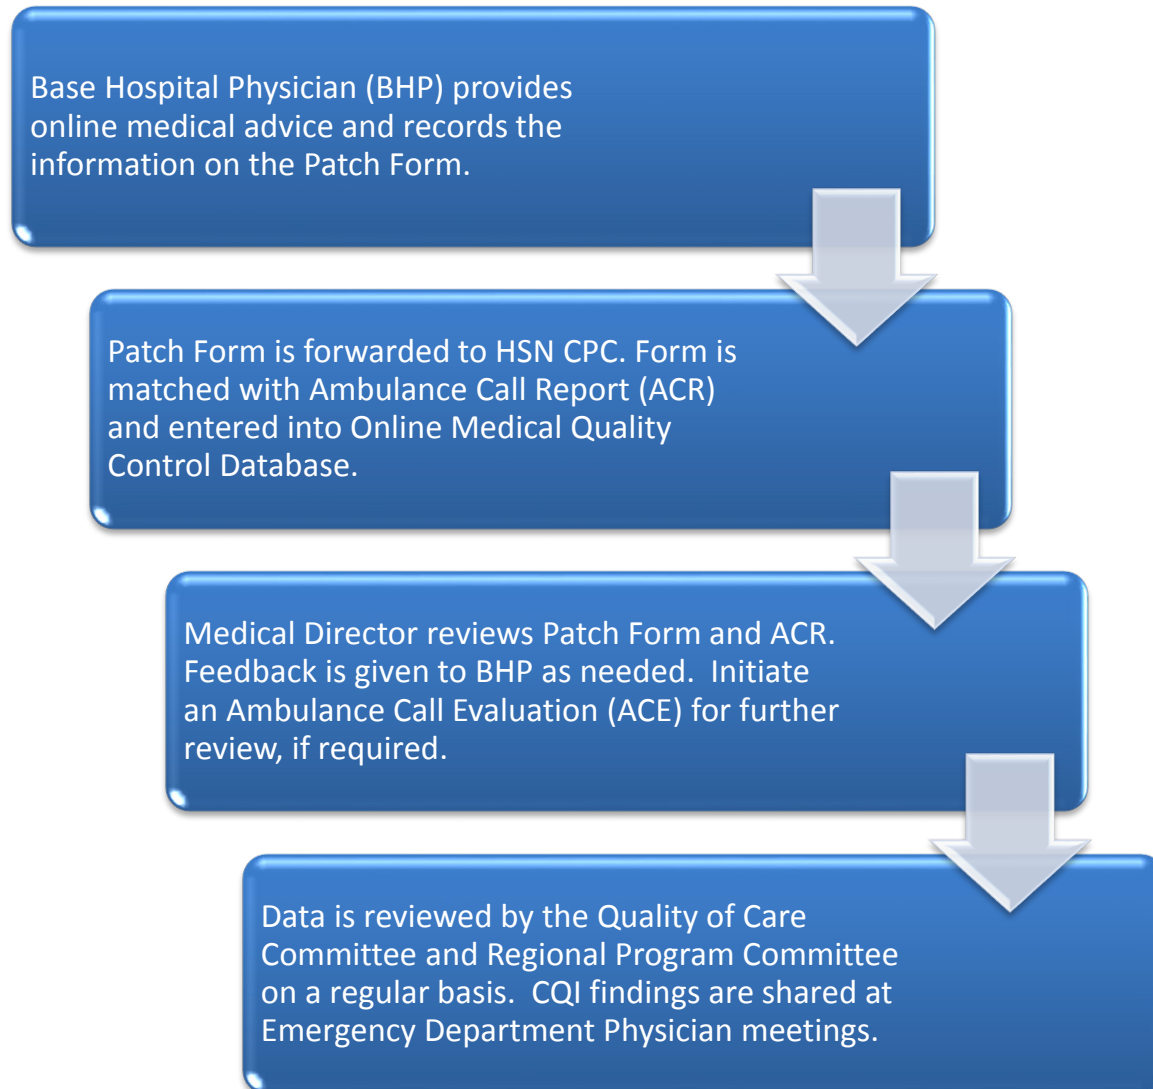 Base Hospital Physician (BHP) provides
online medical advice and records the
information on the Patch Form.
Patch Form is forwarded to HSN CPC. Form is
matched with Ambulance Call Report (ACR)
and entered into Online Medical Quality
Control Database.
Medical Director reviews Patch Form and ACR.
Feedback is given to BHP as needed.  Initiate
an Ambulance Call Evaluation (ACE) for further
review, if required.
Data is reviewed by the Quality of Care
Committee and Regional Program Committee
on a regular basis.  CQI findings are shared at
Emergency Department Physician meetings.